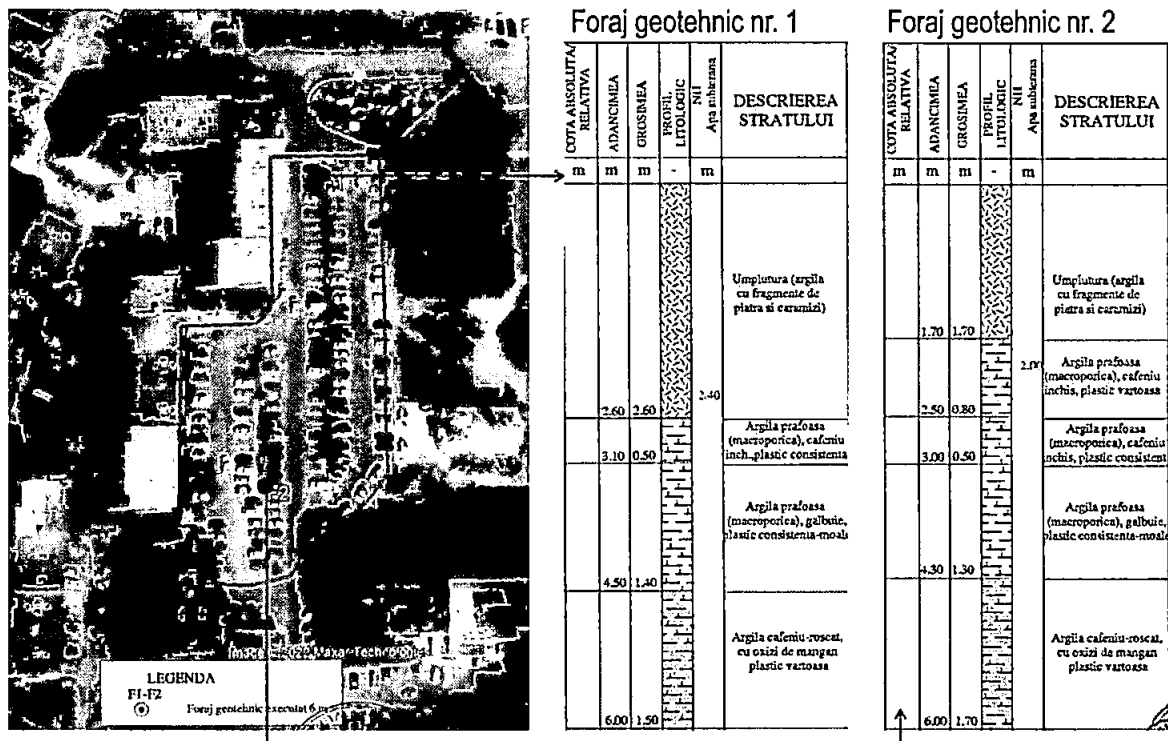 Foraj geotehnic nr. 1
Foraj geotehnic nr. 2
COTA ABSOLUTA/
RELATIVA
ADANCIMEA
GROSIMEA
PROFIL
LITOLOGIC
NH
Apa subterana
DESCRIEREA
STRATULUI
m
m
m
-
m
Umplutura (argila
cu fragmente de
piatra si caramizi)
2.60
2.60
2.40
Argila prafoasa
(macroporica), cafeniu
inch.,plastic consistenta
3.10
0.50
Argila prafoasa
(macroporica), galbuie,
plastic consistenta-moale
4.50
1.40
Argila cafeniu-roscat,
cu oxizi de mangan
plastic vartoasa
6.00
1.50
COTA ABSOLUTA/
RELATIVA
ADANCIMEA
GROSIMEA
PROFIL
LITOLOGIC
NH
Apa subterana
DESCRIEREA
STRATULUI
m
m
m
-
m
Umplutura (argila
cu fragmente de
piatra si caramizi)
1.70
1.70
2.00
Argila prafoasa
(macroporica), cafeniu
inchis, plastic vartoasa
2.50
0.80
Argila prafoasa
(macroporica), cafeniu
nchis, plastic consistent
3.00
0.50
Argila prafoasa
(macroporica), galbuie,
plastic consistenta-moale
4.30
1.30
Argila cafeniu-roscat,
cu oxizi de mangan
plastic vartoasa
6.00
1.70
Image © 2022 Maxar Technologies
LEGENDA
F1-F2
Foraj geotehnic executat 6 m